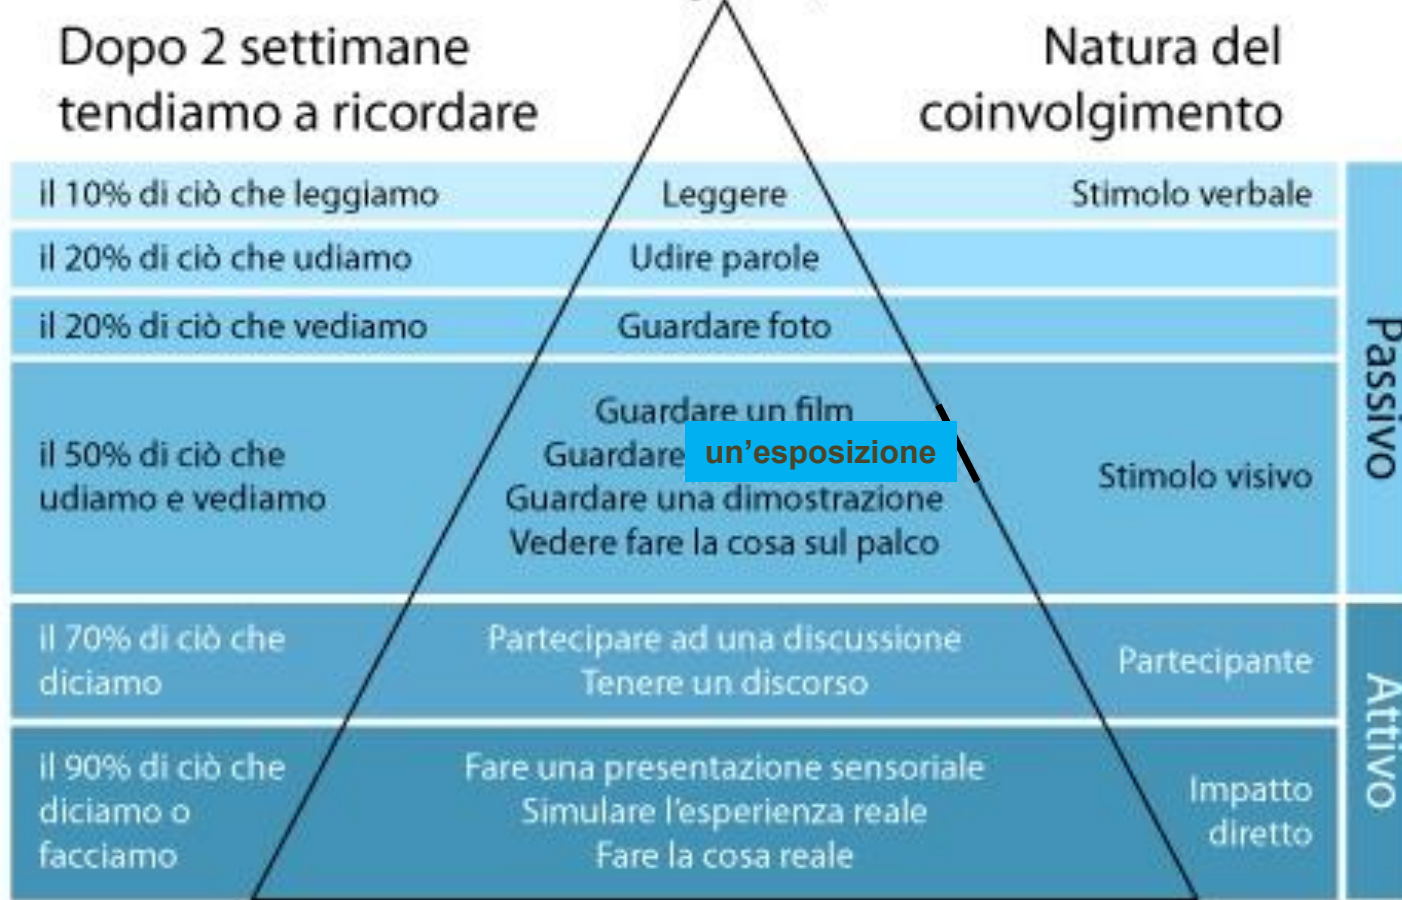 Dopo 2 settimane
tendiamo a ricordare
Natura del
coinvolgimento
il 10% di ciò che leggiamo
Leggere
Stimolo verbale
il 20% di ciò che udiamo
Udire parole
il 20% di ciò che vediamo
Guardare foto
il 50% di ciò che
udiamo e vediamo
Guardare un film
Guardare un'esposizione
Guardare una dimostrazione
Vedere fare la cosa sul palco
Stimolo visivo
Passivo
il 70% di ciò che
diciamo
Partecipare ad una discussione
Tenere un discorso
Partecipante
il 90% di ciò che
diciamo o
facciamo
Fare una presentazione sensoriale
Simulare l'esperienza reale
Fare la cosa reale
Impatto
diretto
Attivo